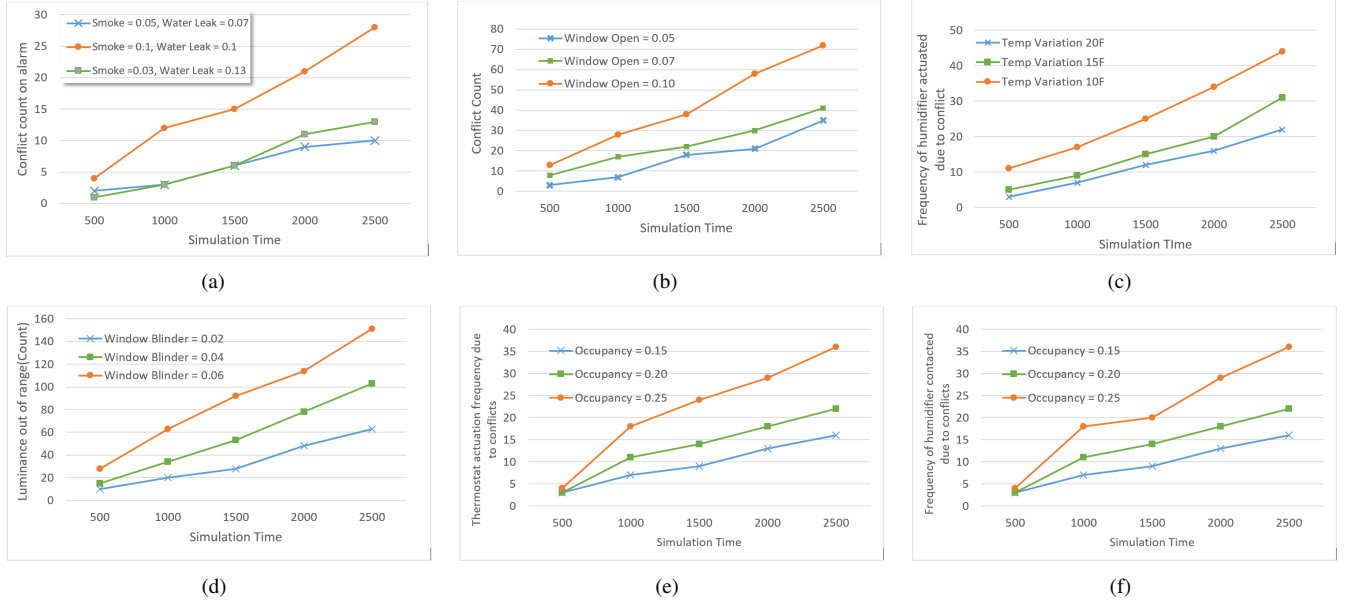 30
25
20
15
10
5
0
Conflict count on alarm
Smoke = 0.05, Water Leak = 0.07
Smoke = 0.1, Water Leak = 0.1
Smoke =0.03, Water Leak = 0.13
500 1000 1500 2000 2500
Simulation Time
(a)
80
70
60
50
40
30
20
10
0
Conflict Count
Window Open = 0.05
Window Open = 0.07
Window Open = 0.10
500 1000 1500 2000 2500
Simulation Time
(b)
50
40
30
20
10
0
Frequency of humidifier actuated
due to conflict
Temp Variation 20F
Temp Variation 15F
Temp Variation 10F
500 1000 1500 2000 2500
Simulation TIme
(c)
160
140
120
100
80
60
40
20
0
Luminance out of range(Count)
Window Blinder = 0.02
Window Blinder = 0.04
Window Blinder = 0.06
500 1000 1500 2000 2500
Simulation Time
(d)
40
35
30
25
20
15
10
5
0
Thermostat actuation frequency due
to conflicts
Occupancy = 0.15
Occupancy = 0.20
Occupancy = 0.25
500 1000 1500 2000 2500
Simulation Time
(e)
40
35
30
25
20
15
10
5
0
Frequency of humidifier contacted
due to conflicts
Occupancy = 0.15
Occupancy = 0.20
Occupancy = 0.25
500 1000 1500 2000 2500
Simulation Time
(f)